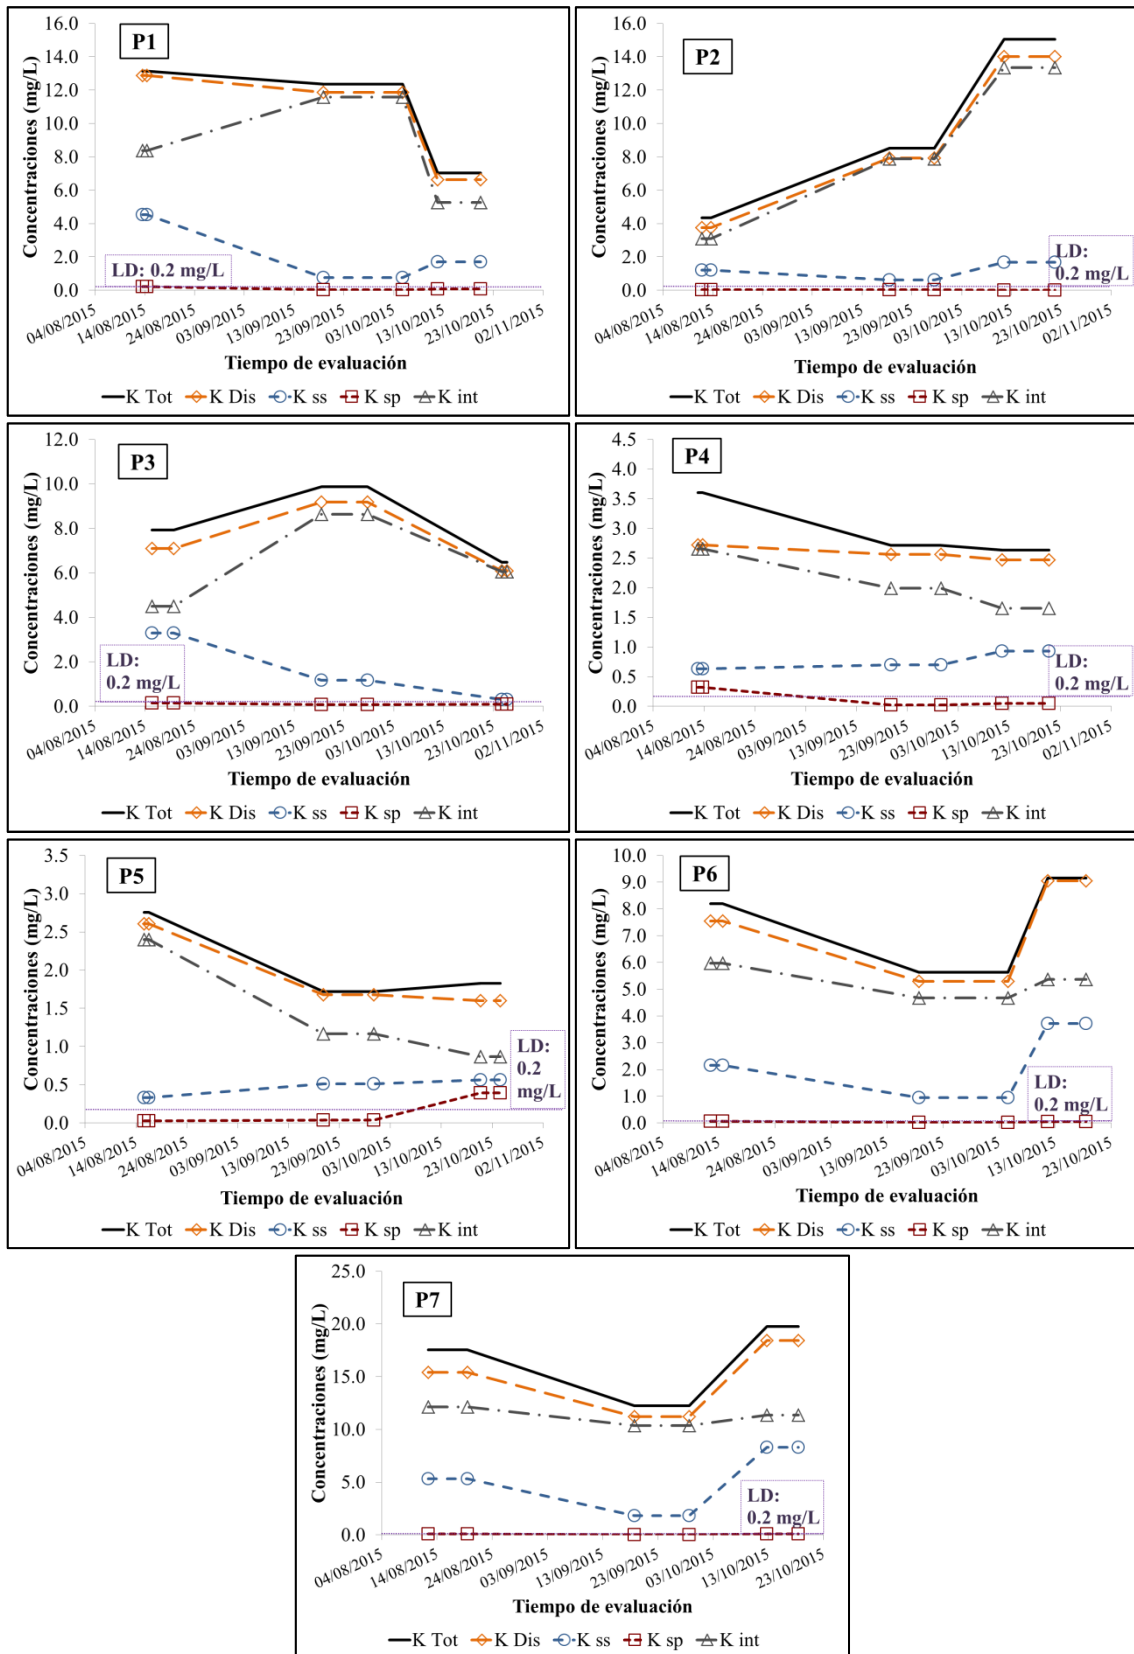 P1
Concentraciones (mg/L)
16.0
14.0
12.0
10.0
8.0
6.0
4.0
2.0
0.0
LD: 0.2 mg/L
04/08/2015 14/08/2015 24/08/2015 03/09/2015 13/09/2015 23/09/2015 03/10/2015 13/10/2015 23/10/2015 02/11/2015
Tiempo de evaluación
K Tot K Dis K ss K sp K int
P2
Concentraciones (mg/L)
16.0
14.0
12.0
10.0
8.0
6.0
4.0
2.0
0.0
LD:
0.2 mg/L
04/08/2015 14/08/2015 24/08/2015 03/09/2015 13/09/2015 23/09/2015 03/10/2015 13/10/2015 23/10/2015 02/11/2015
Tiempo de evaluación
K Tot K Dis K ss K sp K int
P3
Concentraciones (mg/L)
12.0
10.0
8.0
6.0
4.0
2.0
0.0
LD:
0.2 mg/L
04/08/2015 14/08/2015 24/08/2015 03/09/2015 13/09/2015 23/09/2015 03/10/2015 13/10/2015 23/10/2015 02/11/2015
Tiempo de evaluación
K Tot K Dis K ss K sp K int
P4
Concentraciones (mg/L)
4.5
4.0
3.5
3.0
2.5
2.0
1.5
1.0
0.5
0.0
LD:
0.2 mg/L
04/08/2015 14/08/2015 24/08/2015 03/09/2015 13/09/2015 23/09/2015 03/10/2015 13/10/2015 23/10/2015 02/11/2015
Tiempo de evaluación
K Tot K Dis K ss K sp K int
P5
Concentraciones (mg/L)
3.5
3.0
2.5
2.0
1.5
1.0
0.5
0.0
LD:
0.2
mg/L
04/08/2015 14/08/2015 24/08/2015 03/09/2015 13/09/2015 23/09/2015 03/10/2015 13/10/2015 23/10/2015 02/11/2015
Tiempo de evaluación
K Tot K Dis K ss K sp K int
P6
Concentraciones (mg/L)
10.0
9.0
8.0
7.0
6.0
5.0
4.0
3.0
2.0
1.0
0.0
LD:
0.2 mg/L
04/08/2015 14/08/2015 24/08/2015 03/09/2015 13/09/2015 23/09/2015 03/10/2015 13/10/2015 23/10/2015
Tiempo de evaluación
K Tot K Dis K ss K sp K int
P7
Concentraciones (mg/L)
25.0
20.0
15.0
10.0
5.0
0.0
LD:
0.2 mg/L
04/08/2015 14/08/2015 24/08/2015 03/09/2015 13/09/2015 23/09/2015 03/10/2015 13/10/2015 23/10/2015
Tiempo de evaluación
K Tot K Dis K ss K sp K int